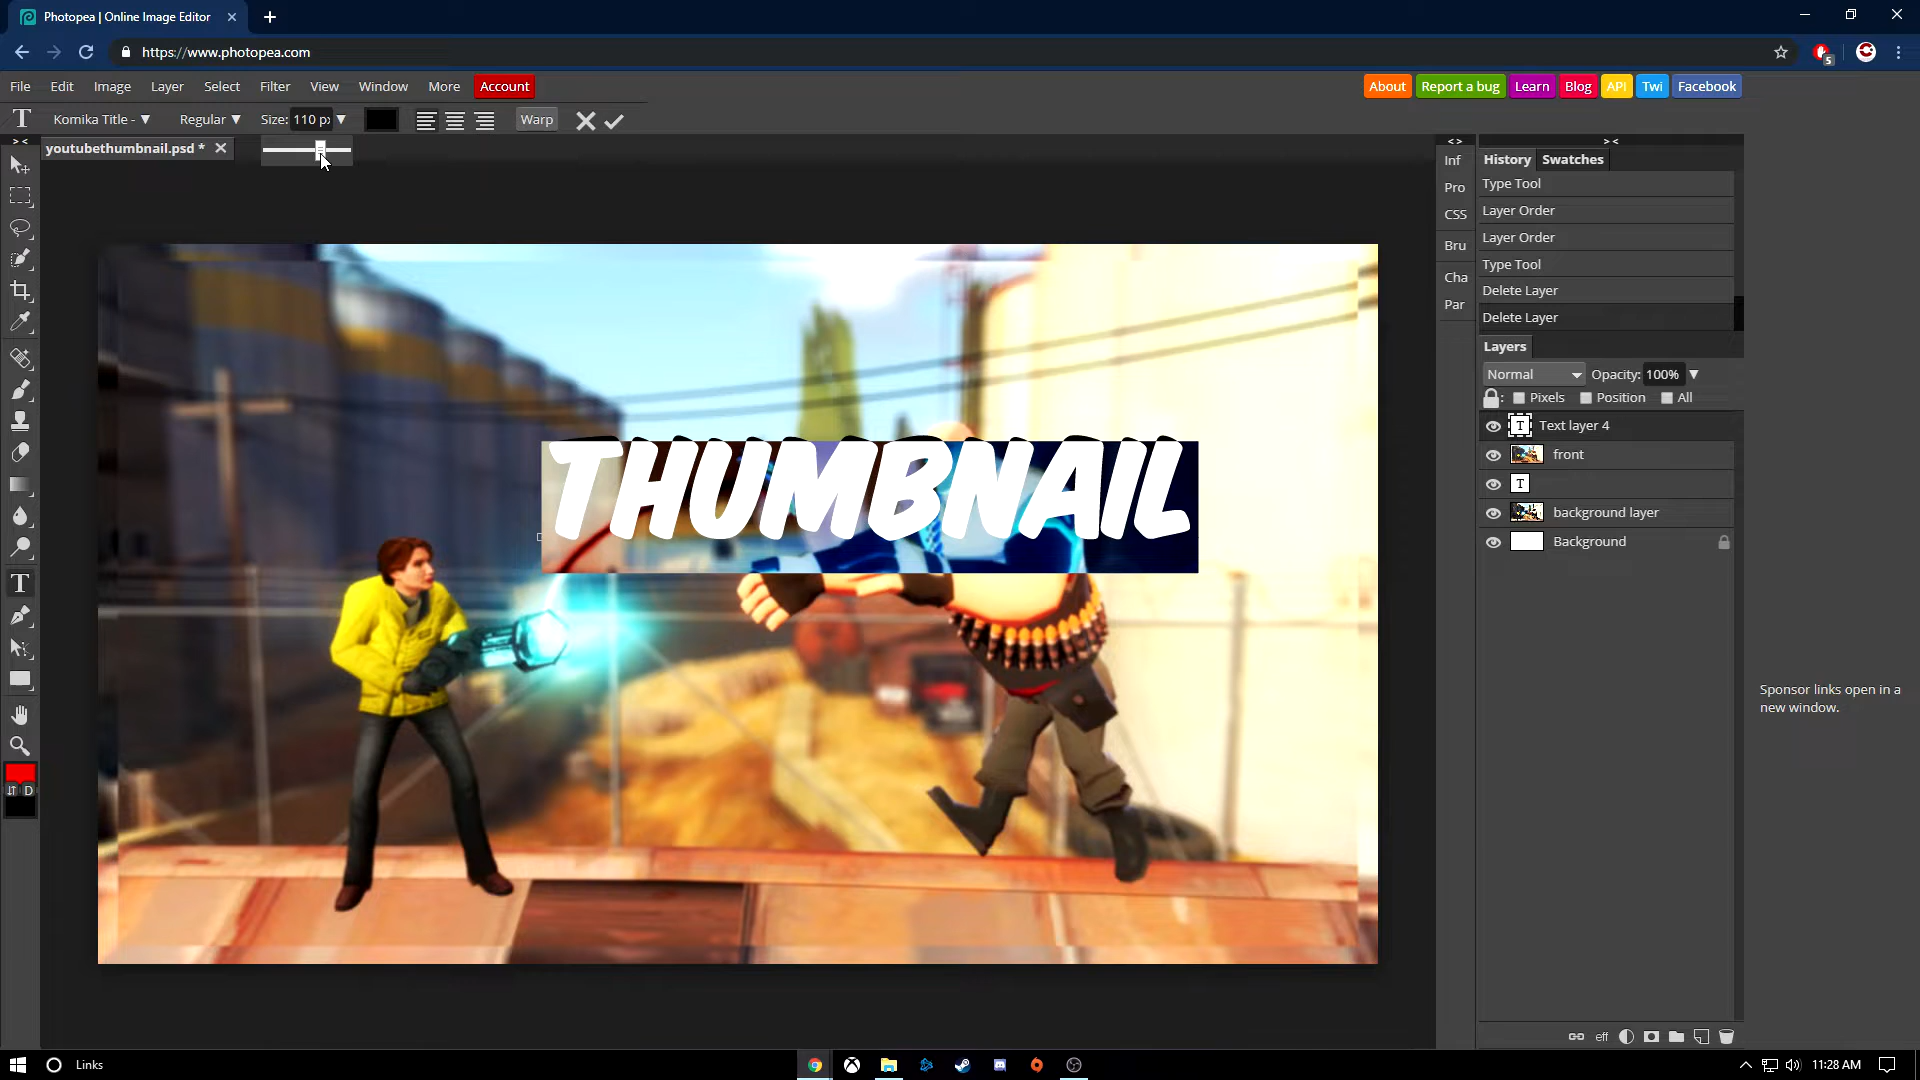 Photopea | Online Image Editor
https://www.photopea.com
5
File Edit Image Layer Select Filter View Window More Account
About Report a bug Learn Blog API Twi Facebook
T Komika Title - Regular Size: 110 px Warp
youtubethumbnail.psd *
> <
< >
> <
Inf
Pro
CSS
Bru
Cha
Par
History Swatches
Type Tool
Layer Order
Layer Order
Type Tool
Delete Layer
Delete Layer
Layers
Normal Opacity: 100%
: Pixels Position All
T Text layer 4
front
T
background layer
Background
THUMBNAIL
T
D
Sponsor links open in a
new window.
eff
Links
11:28 AM